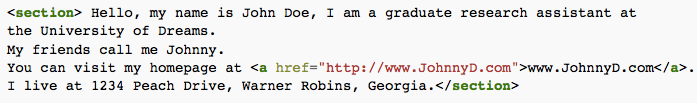 <section> Hello, my name is John Doe, I am a graduate research assistant at
the University of Dreams.
My friends call me Johnny.
You can visit my homepage at <a href="http://www.JohnnyD.com">www.JohnnyD.com</a>.
I live at 1234 Peach Drive, Warner Robins, Georgia.</section>